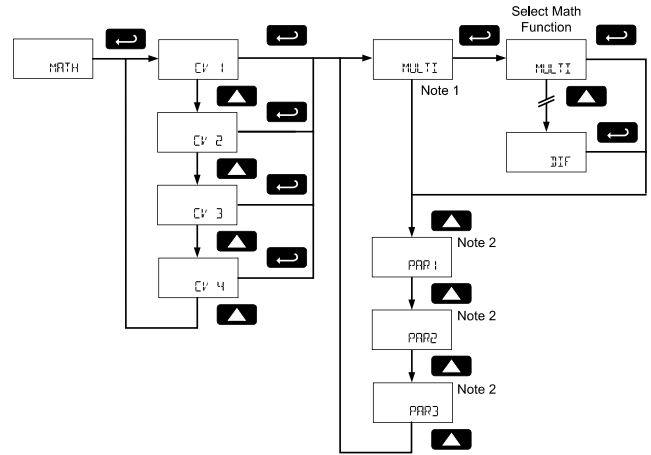 Select Math
Function
MATH
CV 1
MULTI
MULTI
Note 1
CV 2
DIF
CV 3
Note 2
PAR1
CV 4
Note 2
PAR2
Note 2
PAR3